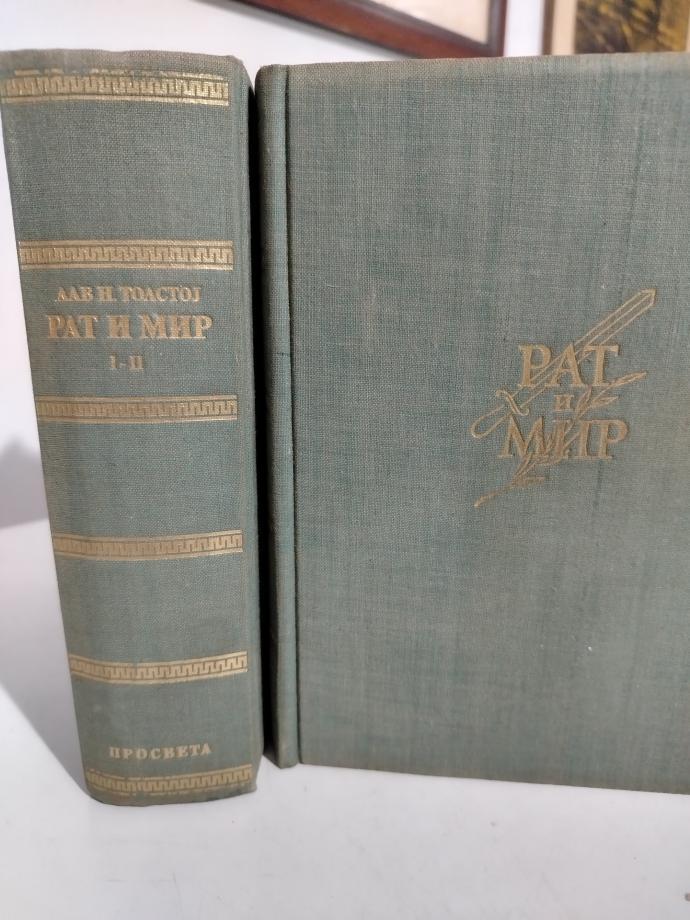 ЛАВ Н. ТОЛСТОЈ
РАТ И МИР
I-II
ПРОСВЕТА
РАТ
И
МИР